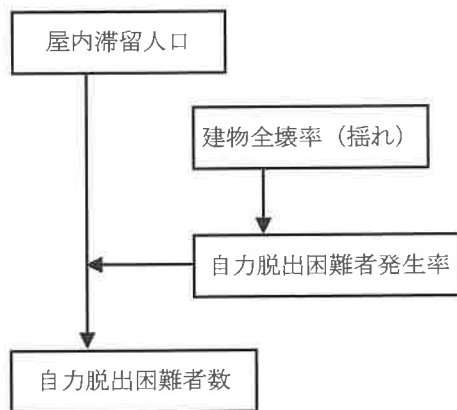 屋内滞留人口
建物全壊率（揺れ）
自力脱出困難者発生率
自力脱出困難者数